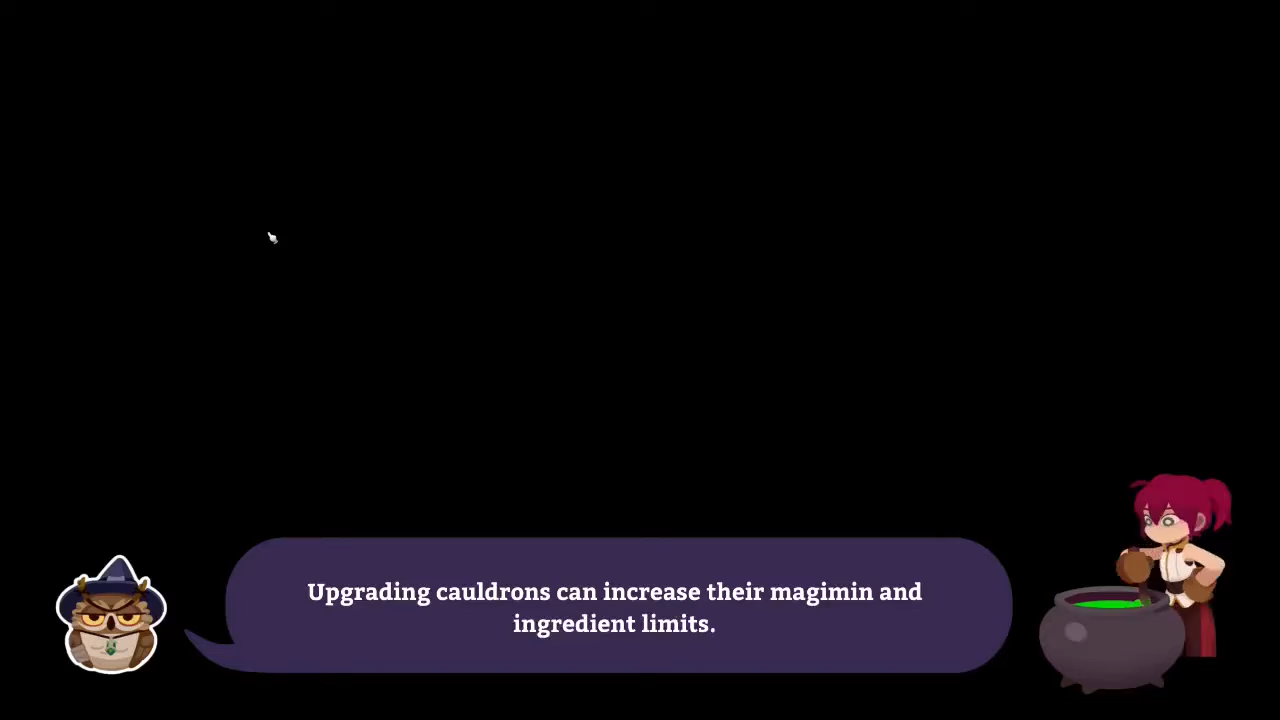 Upgrading cauldrons can increase their magimin and
ingredient limits.